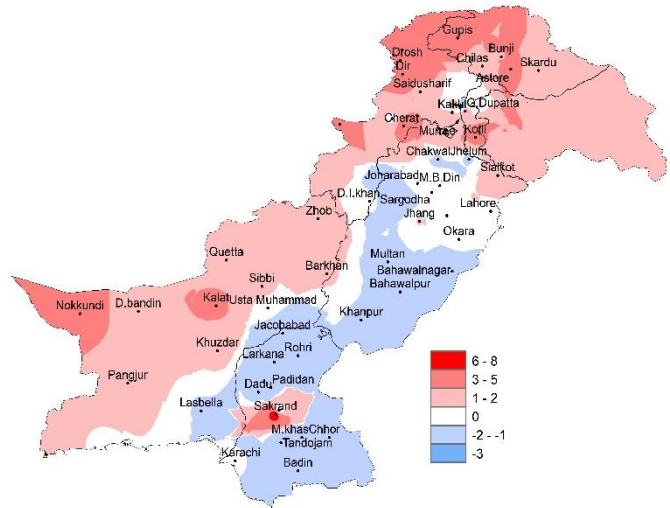 Gupis
Drosh
Bunji
Dir
Chilas
Skardu
Astore
Saidusharif
Kakul
G.Dupatta
Cherat
Murree
Kotli
Chakwal
Jhelum
Joharabad
M.B.Din
Sialkot
D.I.khan
Sargodha
Zhob
Jhang
Lahore
Okara
Quetta
Multan
Barkhan
Bahawalnagar
Sibbi
Bahawalpur
Nokkundi
D.bandin
Kalat
Usta Muhammad
Khanpur
Jacobabad
Khuzdar
Rohri
Larkana
Pangjur
Dadu
Padidan
Lasbella
Sakrand
M.khas
Chhor
Tandojam
Karachi
Badin
6 - 8
3 - 5
1 - 2
0
-2 - -1
-3